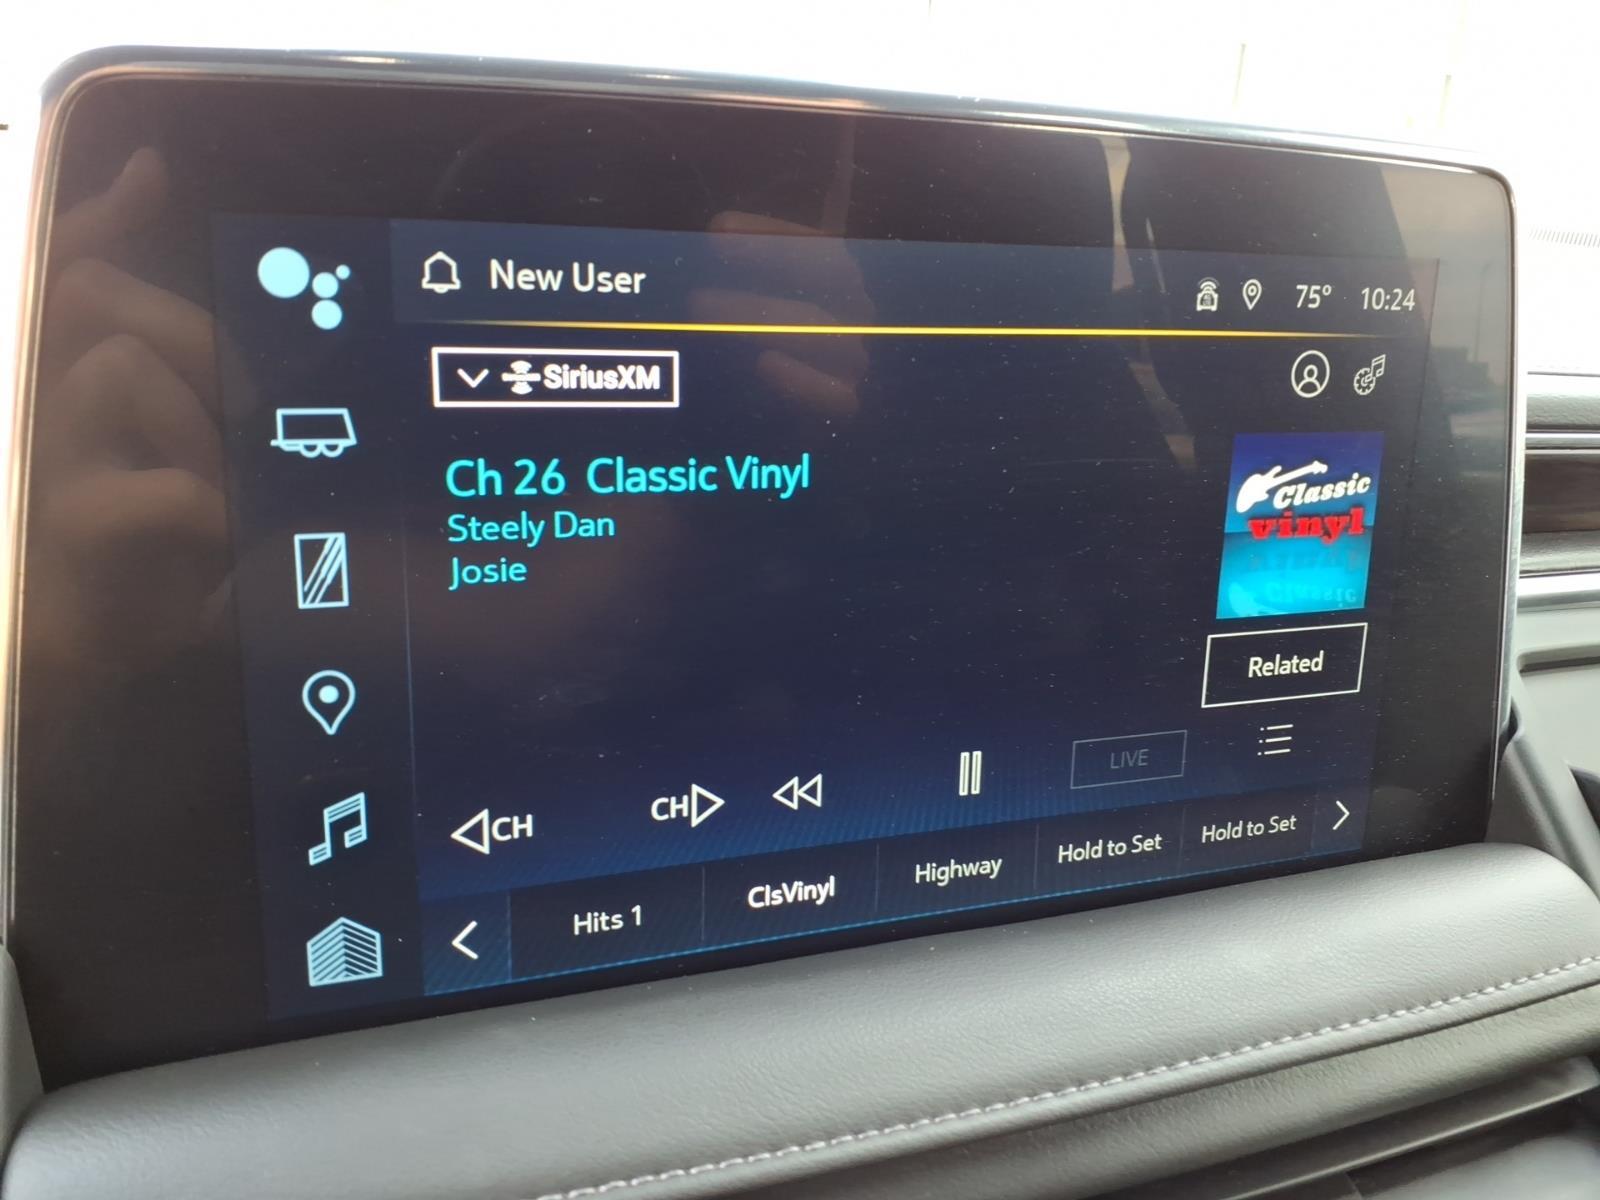 New User
75° 10:24
SiriusXM
Ch 26 Classic Vinyl
Steely Dan
Josie
Classic
vinyl
Related
CH
CH
LIVE
Hits 1
ClsVinyl
Highway
Hold to Set
Hold to Set